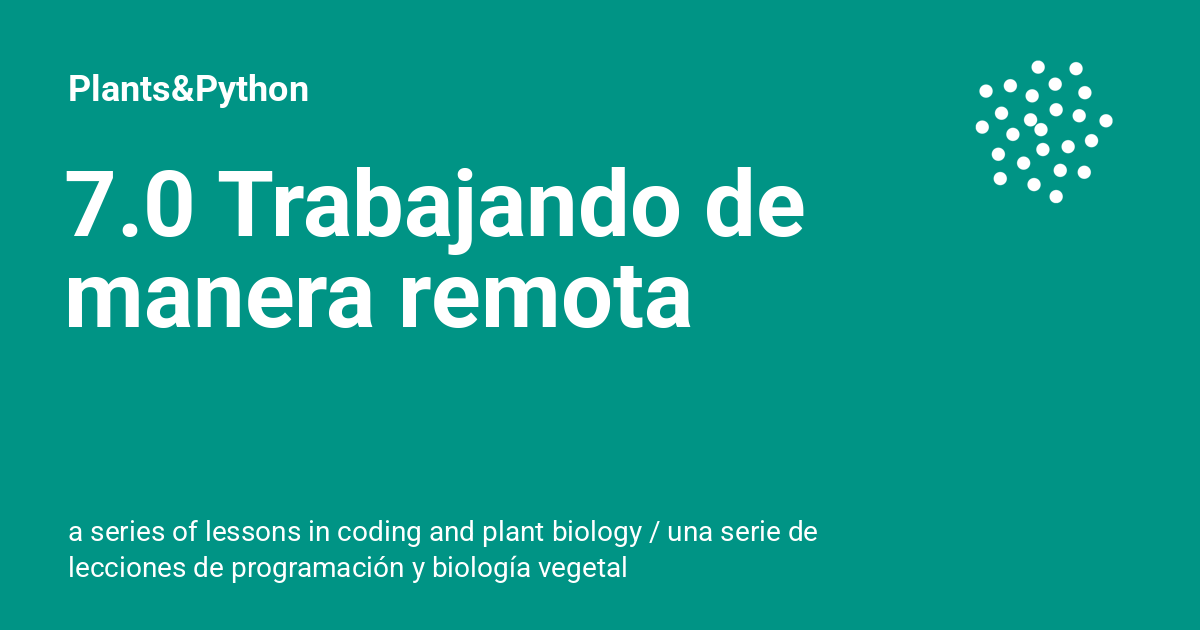 Plants&Python
7.0 Trabajando de
manera remota
a series of lessons in coding and plant biology / una serie de
lecciones de programación y biología vegetal